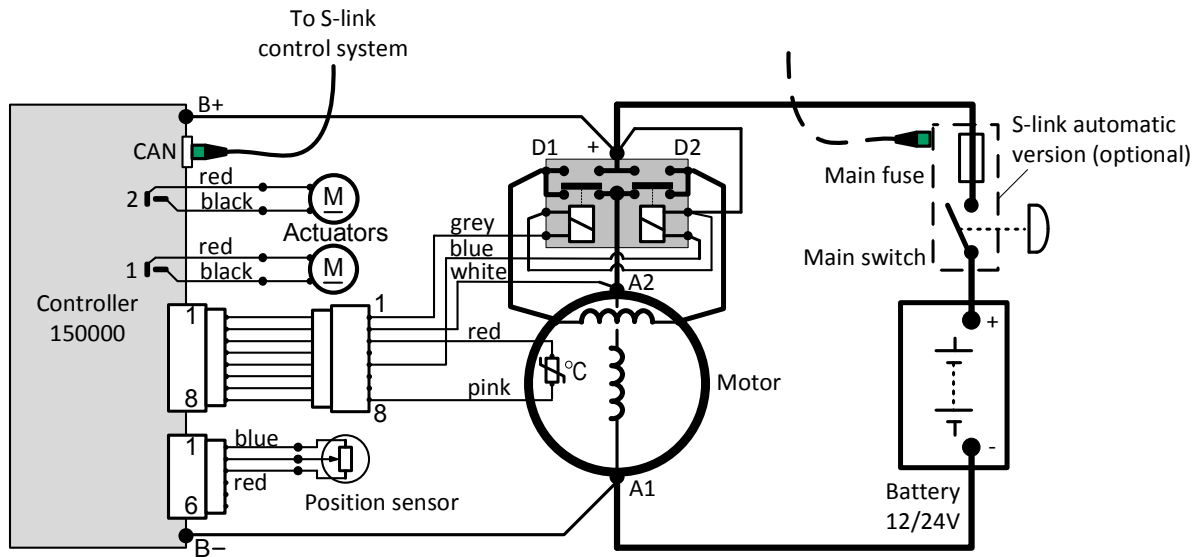 To S-link
control system
B+
CAN
D1
+
D2
S-link automatic
version (optional)
Main fuse
red
2
black
M
Actuators
grey
blue
red
1
black
M
white
Main switch
A2
Controller
150000
1
1
red
°C
Motor
+
pink
8
8
1
blue
red
Position sensor
6
-
A1
Battery
12/24V
B−